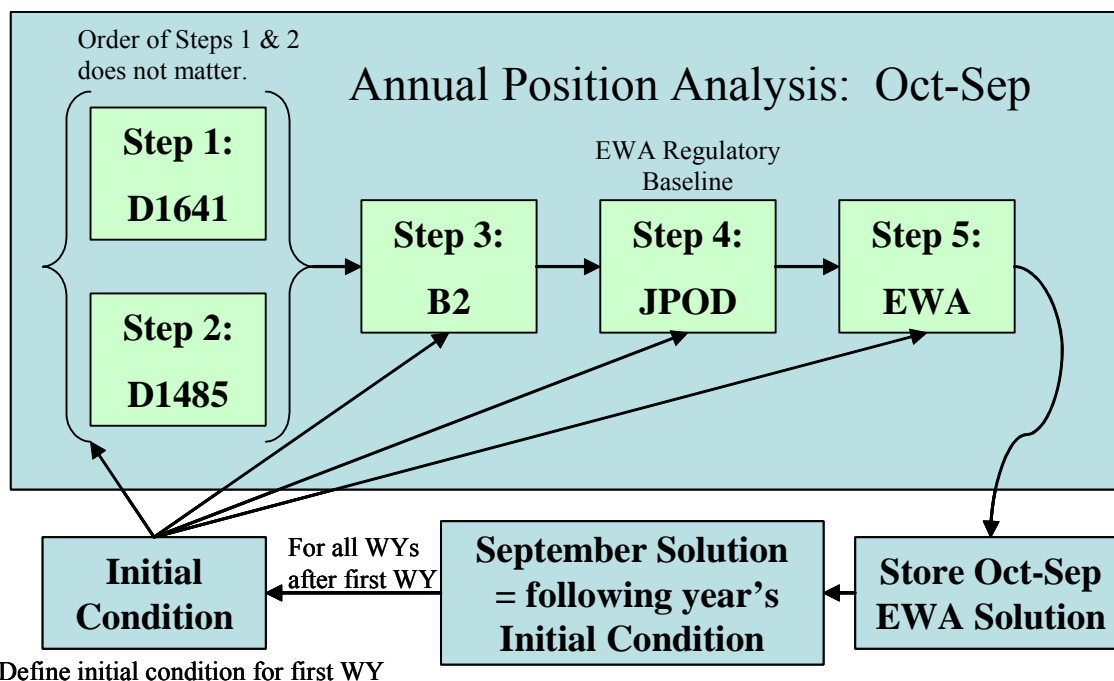 Order of Steps 1 & 2
does not matter.
Annual Position Analysis: Oct-Sep
Step 1:
D1641
EWA Regulatory
Baseline
Step 3:
B2
Step 4:
JPOD
Step 5:
EWA
Step 2:
D1485
Initial
Condition
For all WYs
after first WY
September Solution
= following year's
Initial Condition
Store Oct-Sep
EWA Solution
Define initial condition for first WY